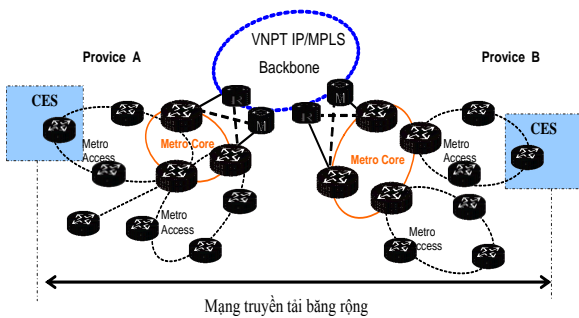 VNPT IP/MPLS
Backbone
Provice A
Provice B
CES
CES
Metro
Access
Metro Core
Metro Core
Metro
Access
M
M
Metro
Access
Metro
Access
Mạng truyền tải băng rộng